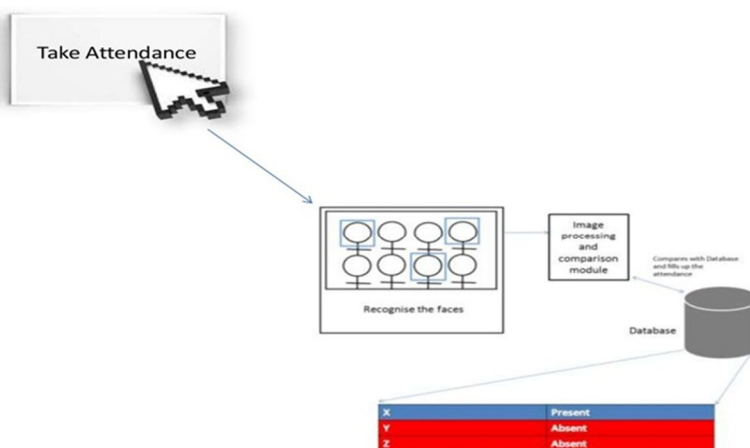 Take Attendance
Image
processing
and
comparison
module
Compares with Database
and fills up the
attendance
Recognise the faces
Database
X Present
Y Absent
Z Absent